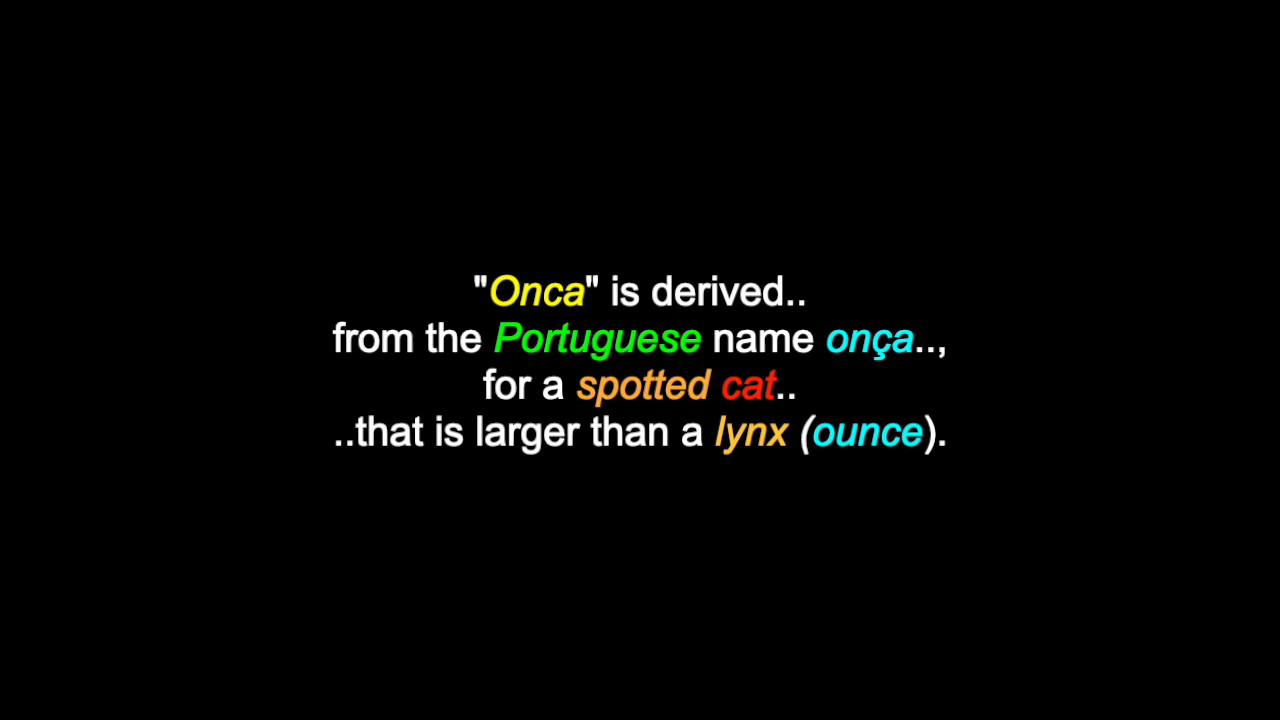 "Onca" is derived..
from the Portuguese name onça..,
for a spotted cat..
..that is larger than a lynx (ounce).